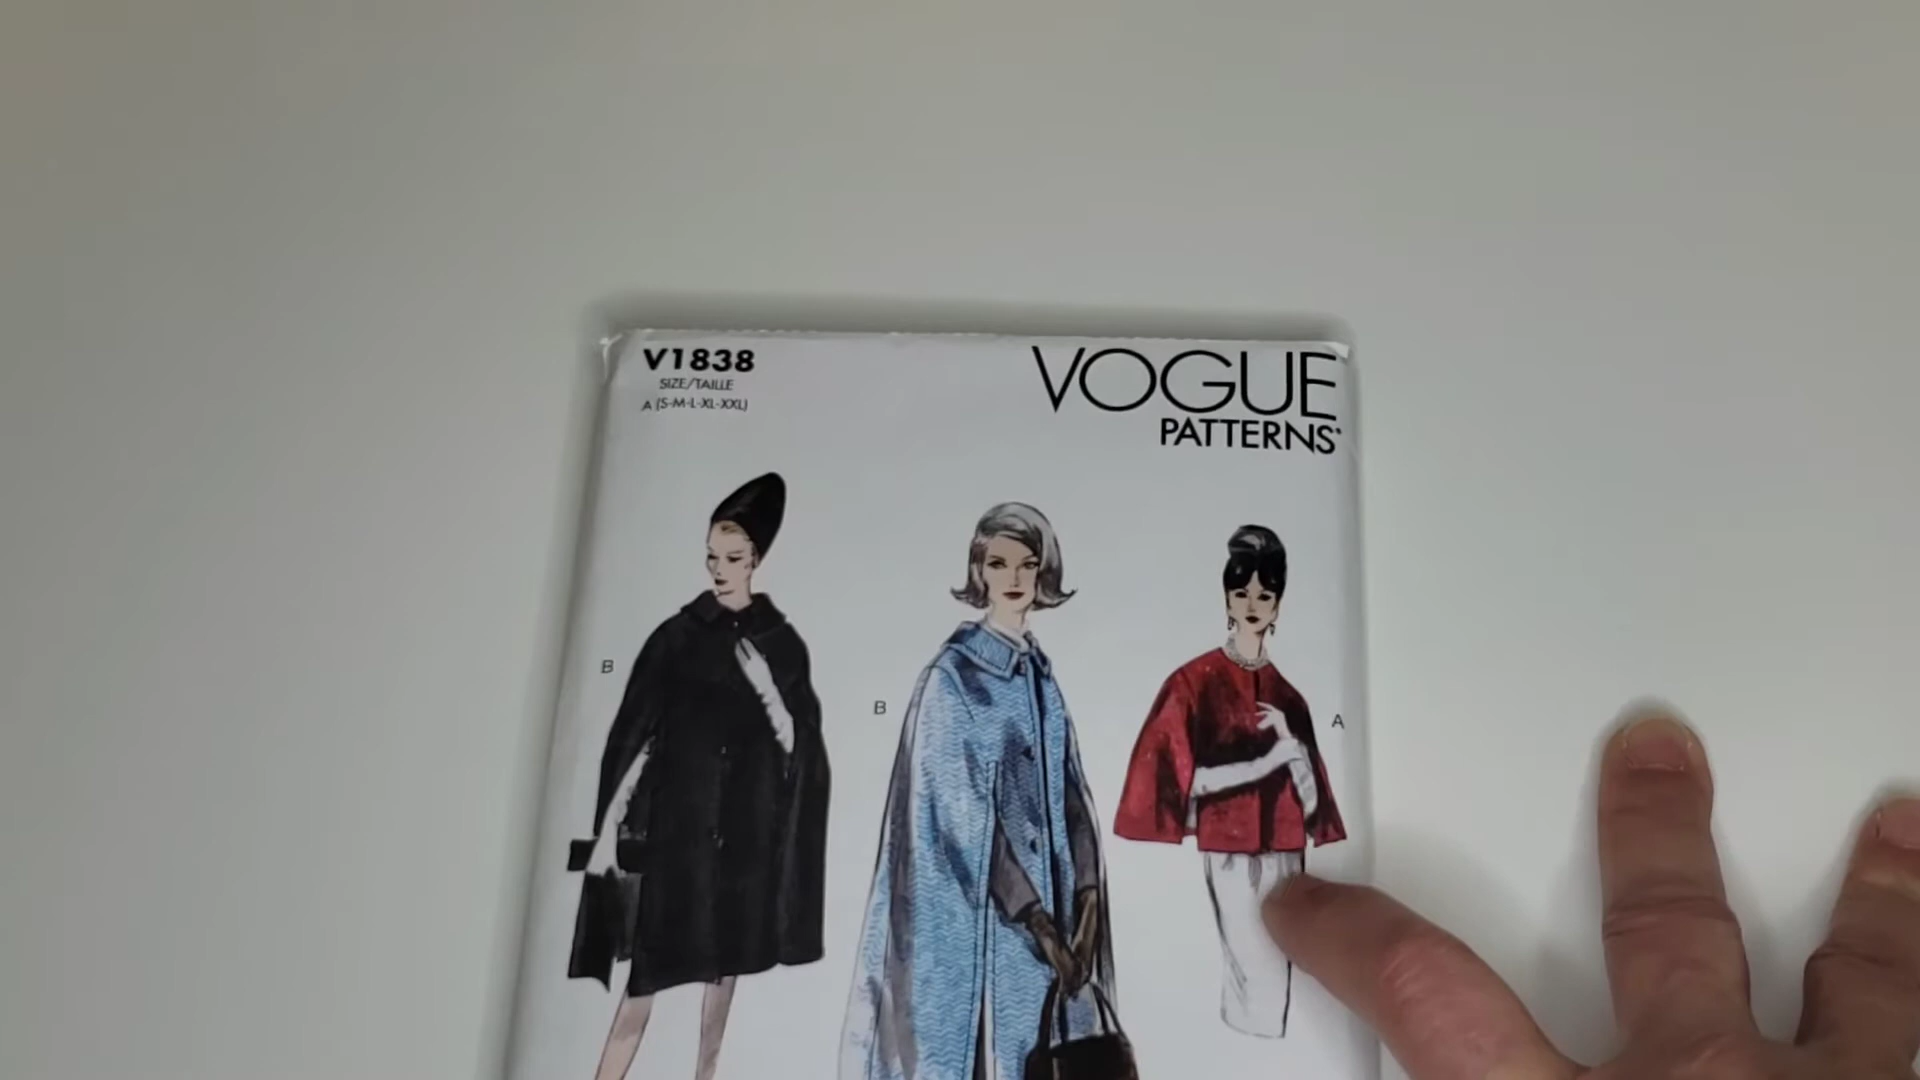 V1838
SIZE/TAILLE
A (S-M-L-XL-XXL)
VOGUE
PATTERNS®
B
B
A